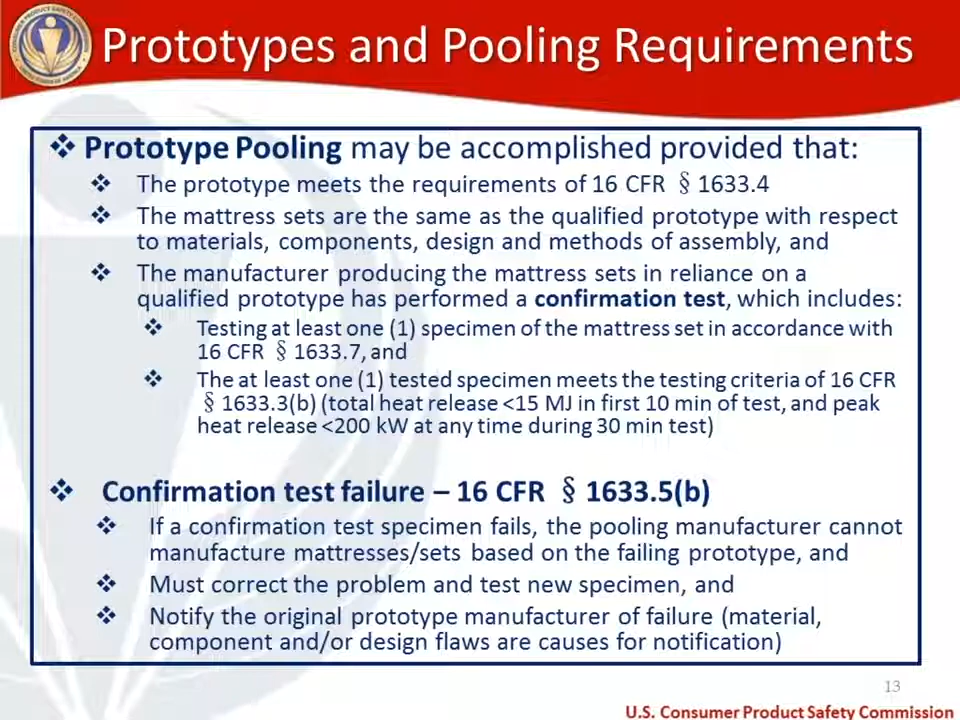 Prototypes and Pooling Requirements
❖ Prototype Pooling may be accomplished provided that:
❖ The prototype meets the requirements of 16 CFR § 1633.4
❖ The mattress sets are the same as the qualified prototype with respect
to materials, components, design and methods of assembly, and
❖ The manufacturer producing the mattress sets in reliance on a
qualified prototype has performed a confirmation test, which includes:
❖ Testing at least one (1) specimen of the mattress set in accordance with
16 CFR § 1633.7, and
❖ The at least one (1) tested specimen meets the testing criteria of 16 CFR
§ 1633.3(b) (total heat release <15 MJ in first 10 min of test, and peak
heat release <200 kW at any time during 30 min test)
❖ Confirmation test failure – 16 CFR § 1633.5(b)
❖ If a confirmation test specimen fails, the pooling manufacturer cannot
manufacture mattresses/sets based on the failing prototype, and
❖ Must correct the problem and test new specimen, and
❖ Notify the original prototype manufacturer of failure (material,
component and/or design flaws are causes for notification)
13
U.S. Consumer Product Safety Commission